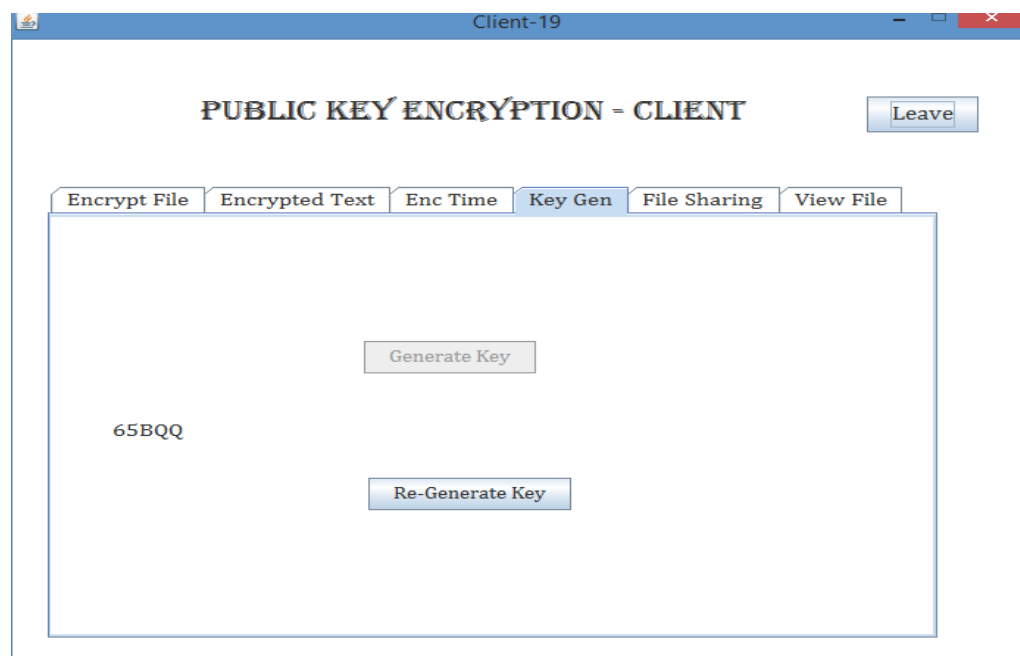 Client-19
PUBLIC KEY ENCRYPTION - CLIENT
Leave
Encrypt File Encrypted Text Enc Time Key Gen File Sharing View File
Generate Key
65BQQ
Re-Generate Key